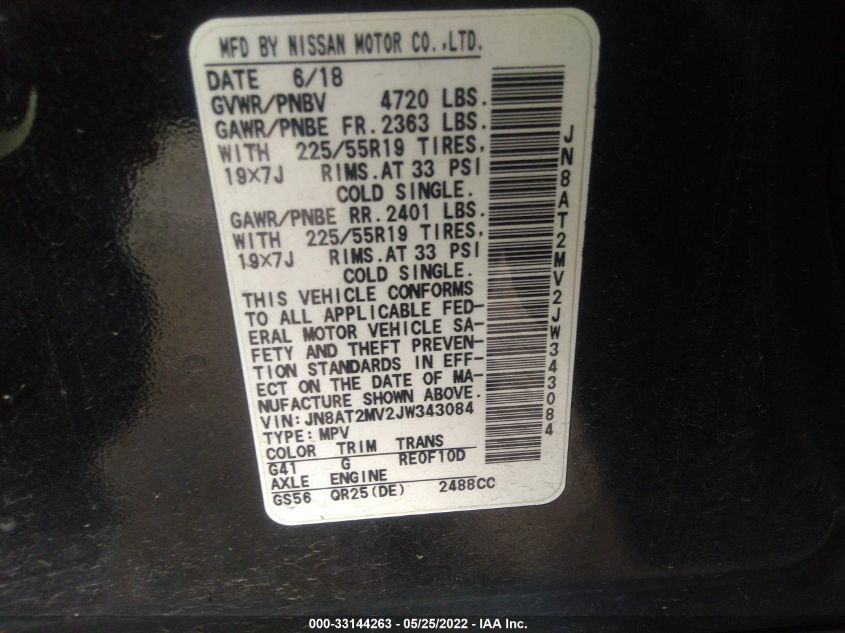 MFD BY NISSAN MOTOR CO.,LTD.
DATE 6/18
GVWR/PNBV 4720 LBS.
GAWR/PNBE FR. 2363 LBS.
WITH 225/55R19 TIRES,
19X7J RIMS. AT 33 PSI
COLD SINGLE.
GAWR/PNBE RR. 2401 LBS.
WITH 225/55R19 TIRES,
19X7J RIMS. AT 33 PSI
COLD SINGLE.
THIS VEHICLE CONFORMS
TO ALL APPLICABLE FED-
ERAL MOTOR VEHICLE SA-
FETY AND THEFT PREVEN-
TION STANDARDS IN EFF-
ECT ON THE DATE OF MA-
NUFACTURE SHOWN ABOVE.
VIN: JN8AT2MV2JW343084
TYPE: MPV
COLOR TRIM TRANS
G41 G RE0F10D
AXLE ENGINE
GS56 QR25(DE) 2488CC
JN8AT2MV2JW343084
000-33144263 - 05/25/2022 - IAA Inc.